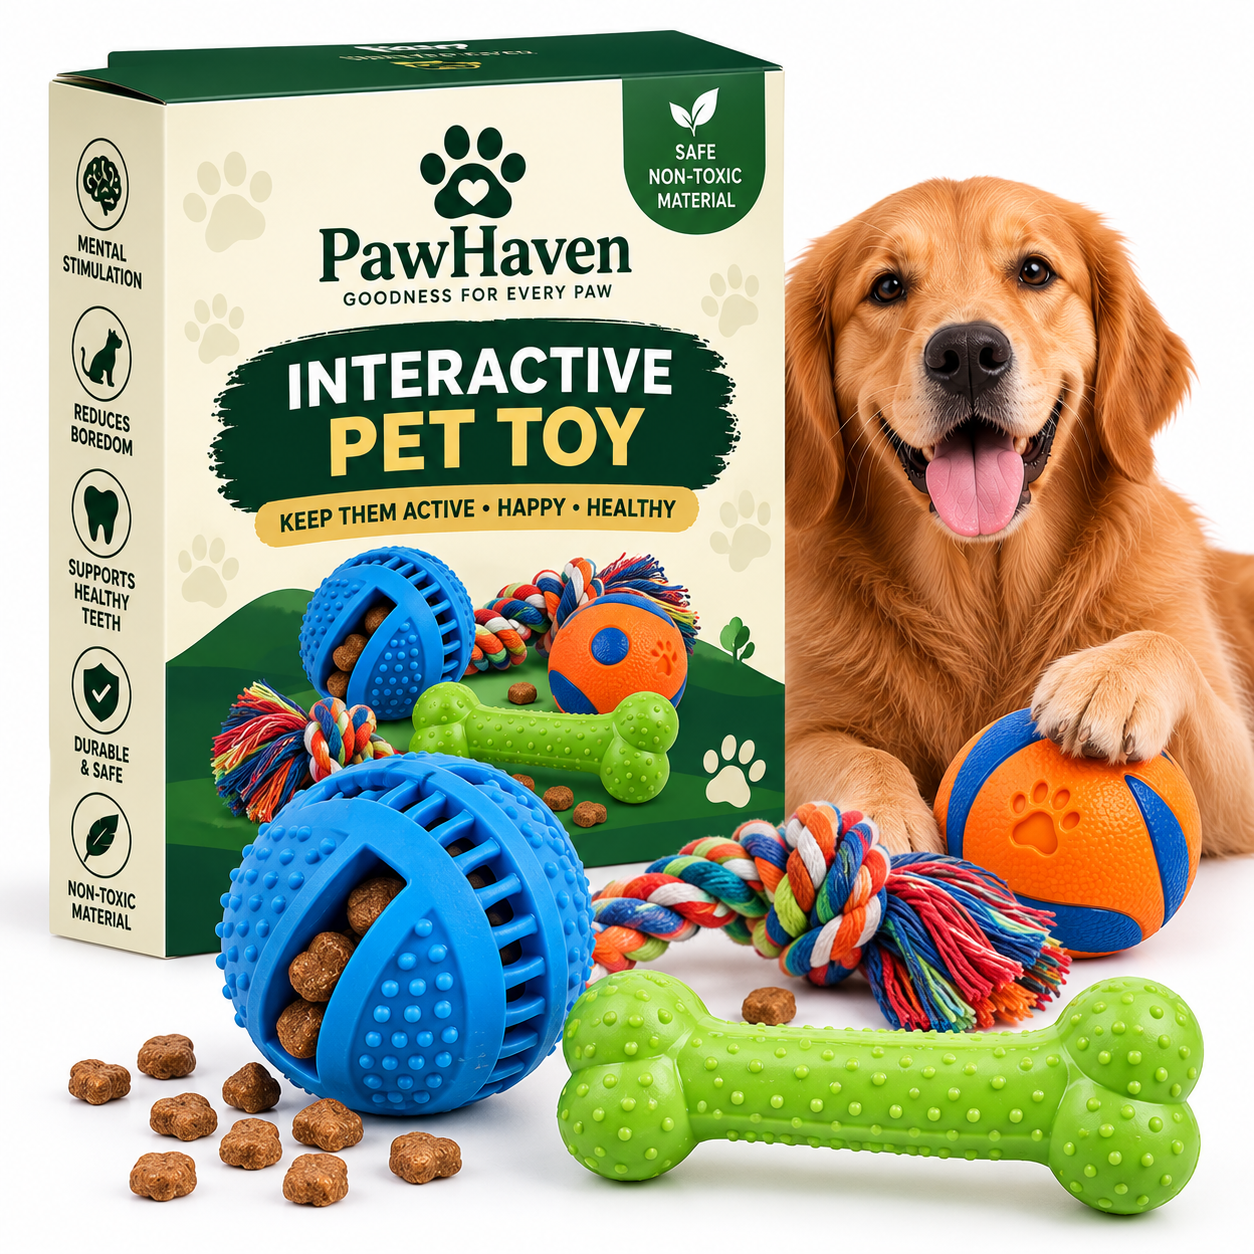 SAFE
NON-TOXIC
MATERIAL
PawHaven
GOODNESS FOR EVERY PAW
INTERACTIVE
PET TOY
KEEP THEM ACTIVE • HAPPY • HEALTHY
MENTAL
STIMULATION
REDUCES
BOREDOM
SUPPORTS
HEALTHY
TEETH
DURABLE
& SAFE
NON-TOXIC
MATERIAL